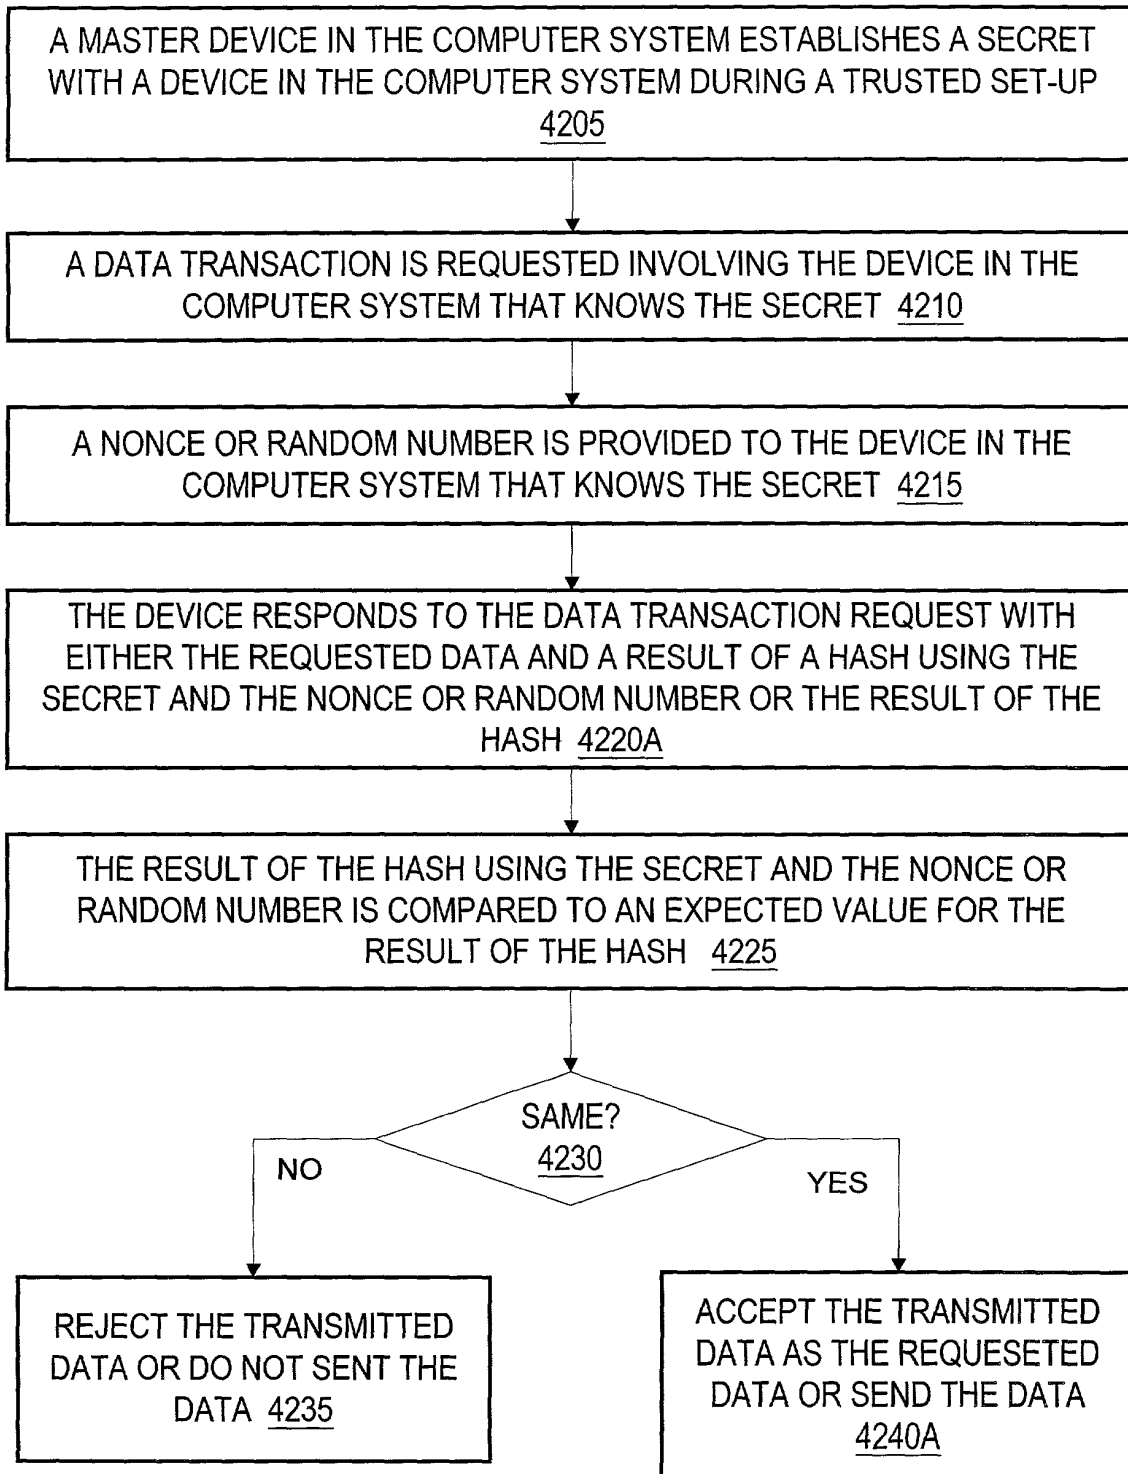 A MASTER DEVICE IN THE COMPUTER SYSTEM ESTABLISHES A SECRET
WITH A DEVICE IN THE COMPUTER SYSTEM DURING A TRUSTED SET-UP
4205
A DATA TRANSACTION IS REQUESTED INVOLVING THE DEVICE IN THE
COMPUTER SYSTEM THAT KNOWS THE SECRET 4210
A NONCE OR RANDOM NUMBER IS PROVIDED TO THE DEVICE IN THE
COMPUTER SYSTEM THAT KNOWS THE SECRET 4215
THE DEVICE RESPONDS TO THE DATA TRANSACTION REQUEST WITH
EITHER THE REQUESTED DATA AND A RESULT OF A HASH USING THE
SECRET AND THE NONCE OR RANDOM NUMBER OR THE RESULT OF THE
HASH 4220A
THE RESULT OF THE HASH USING THE SECRET AND THE NONCE OR
RANDOM NUMBER IS COMPARED TO AN EXPECTED VALUE FOR THE
RESULT OF THE HASH 4225
SAME?
4230
NO
YES
REJECT THE TRANSMITTED
DATA OR DO NOT SENT THE
DATA 4235
ACCEPT THE TRANSMITTED
DATA AS THE REQUESETED
DATA OR SEND THE DATA
4240A